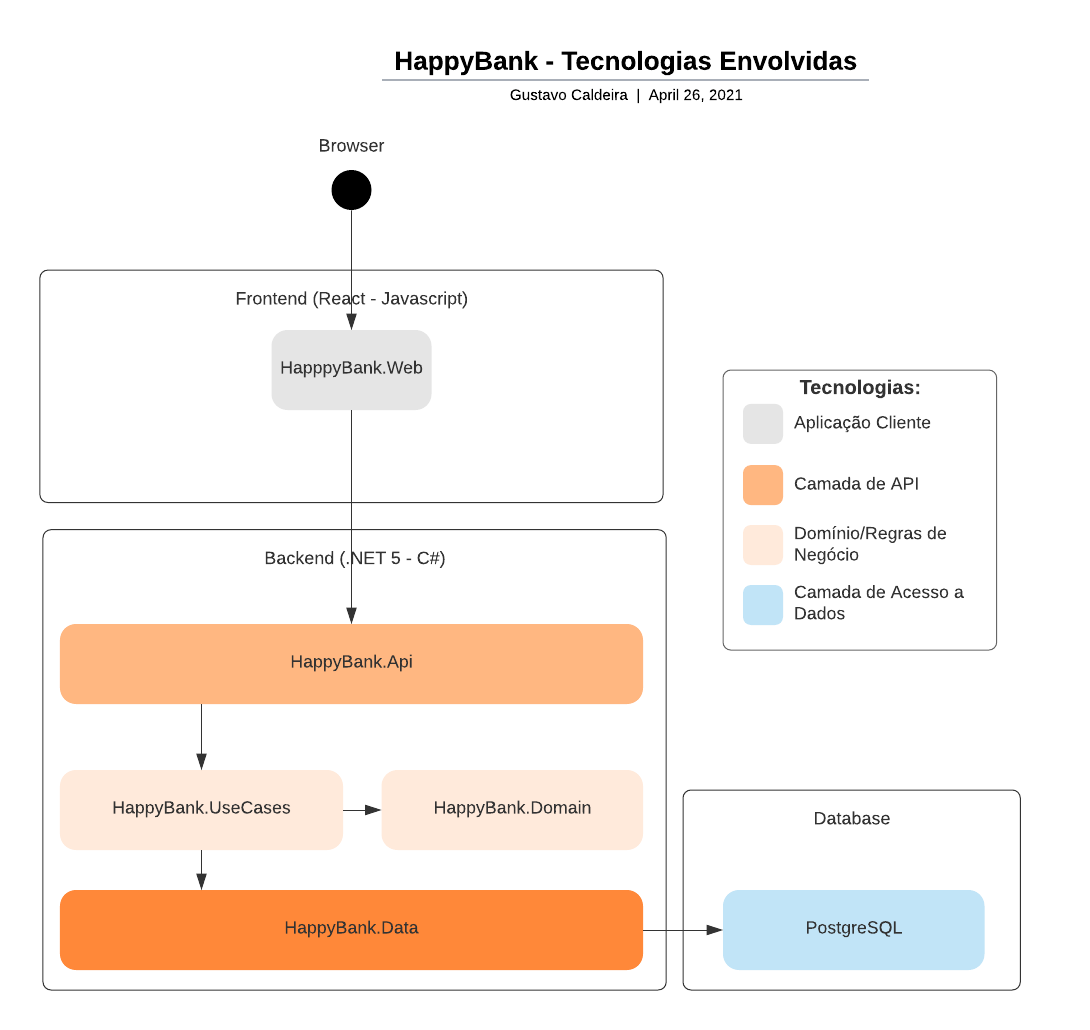 HappyBank - Tecnologias Envolvidas
Gustavo Caldeira | April 26, 2021
Browser
Frontend (React - Javascript)
HapppyBank.Web
Tecnologias:
Aplicação Cliente
Camada de API
Domínio/Regras de
Negócio
Camada de Acesso a
Dados
Backend (.NET 5 - C#)
HappyBank.Api
HappyBank.UseCases
HappyBank.Domain
HappyBank.Data
Database
PostgreSQL